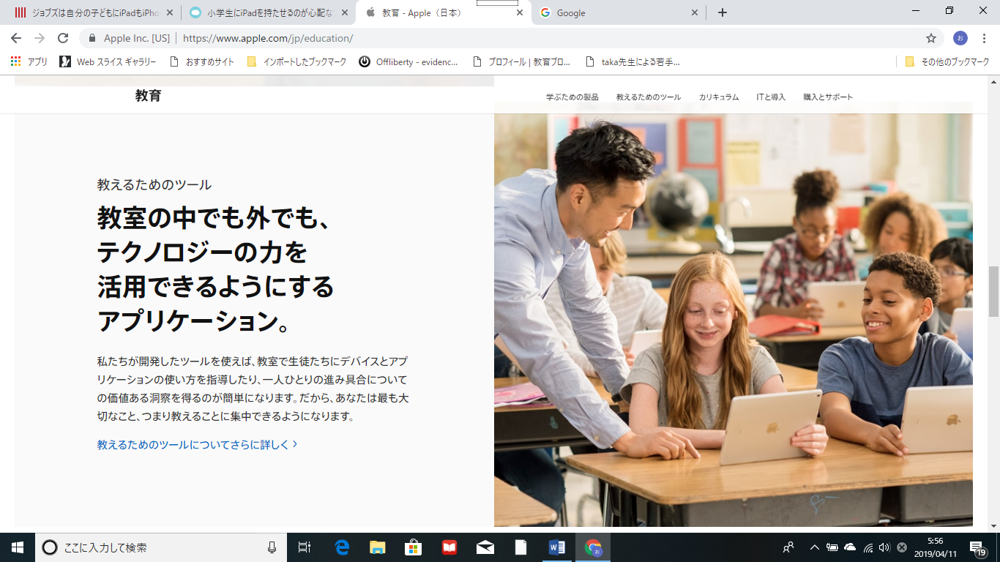 ジョブズは自分の子どもにiPadもiPho
小学生にiPadを持たせるのが心配な
教育 - Apple（日本）
Google
Apple Inc. [US]
https://www.apple.com/jp/education/
お
アプリ
Web スライス ギャラリー
おすすめサイト
インポートしたブックマーク
Offliberty - evidenc...
プロフィール | 教育ブロ...
taka先生による若手...
その他のブックマーク
教育
学ぶための製品
教えるためのツール
カリキュラム
ITと導入
購入とサポート
教えるためのツール
教室の中でも外でも、
テクノロジーの力を
活用できるようにする
アプリケーション。
私たちが開発したツールを使えば、教室で生徒たちにデバイスとアプ
リケーションの使い方を指導したり、一人ひとりの進み具合について
の価値ある洞察を得るのが簡単になります。だから、あなたは最も大
切なこと、つまり教えることに集中できるようになります。
教えるためのツールについてさらに詳しく
ここに入力して検索
お
5:56
2019/04/11
19